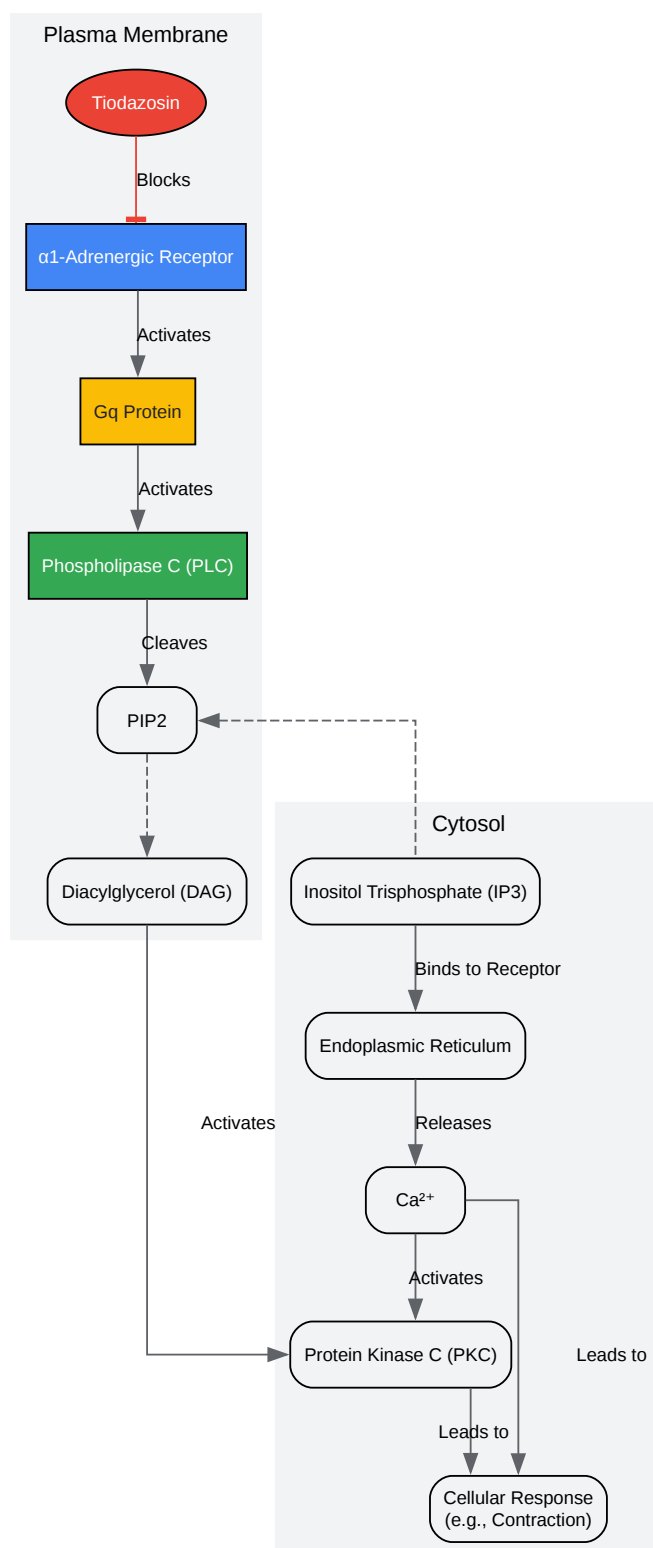 Plasma Membrane
Tiodazosin
Blocks
α1-Adrenergic Receptor
Activates
Gq Protein
Activates
Phospholipase C (PLC)
Cleaves
PIP2
Cytosol
Diacylglycerol (DAG)
Inositol Trisphosphate (IP3)
Binds to Receptor
Endoplasmic Reticulum
Activates
Releases
Ca²⁺
Activates
Protein Kinase C (PKC)
Leads to
Leads to
Cellular Response
(e.g., Contraction)